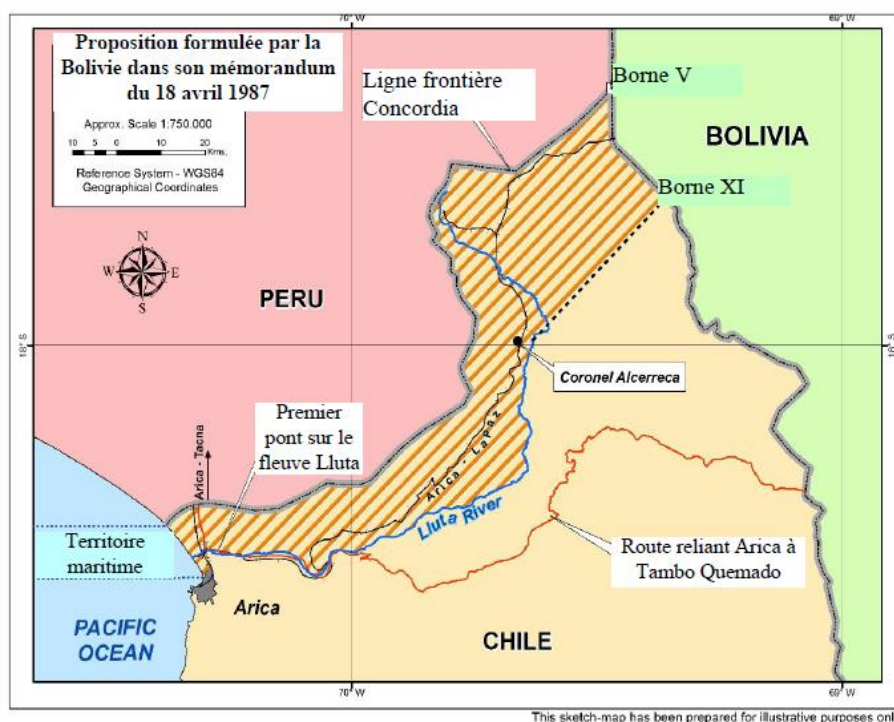 70° W
69° W
Proposition formulée par la
Bolivie dans son mémorandum
du 18 avril 1987
Approx. Scale 1:750.000
10 5 0 10 20
Kms.
Reference System - WGS84
Geographical Coordinates
Ligne frontière
Concordia
Borne V
BOLIVIA
Borne XI
N
W E
S
PERU
18° S
18° S
Coronel Alcerreca
Premier
pont sur le
fleuve Lluta
Arica - Tacna
Arica - La Paz
Lluta River
Territoire
maritime
Route reliant Arica à
Tambo Quemado
Arica
PACIFIC
OCEAN
CHILE
70° W
69° W
This sketch-map has been prepared for illustrative purposes onl